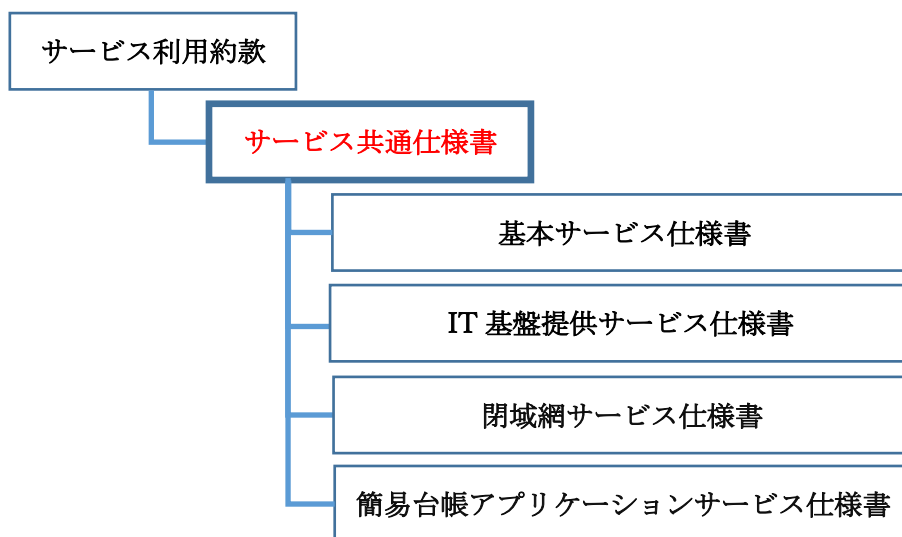 サービス利用約款
サービス共通仕様書
基本サービス仕様書
IT 基盤提供サービス仕様書
閉域網サービス仕様書
簡易台帳アプリケーションサービス仕様書